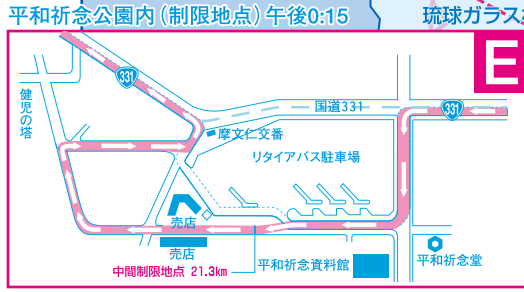 平和祈念公園内(制限地点)午後0:15
琉球ガラス
E
331
国道331
331
健児の塔
摩文仁交番
リタイアバス駐車場
売店
売店
中間制限地点 21.3km
平和祈念資料館
平和祈念堂